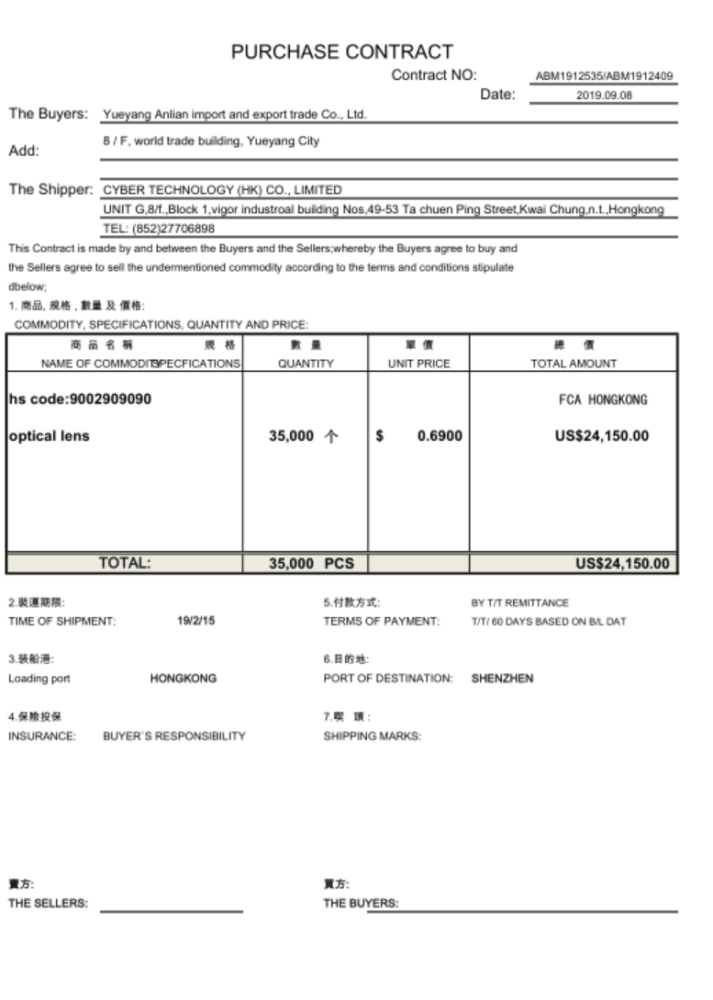 PURCHASE CONTRACT
Contract NO: ABM1912535/ABM1912409
Date: 2019.09.08
The Buyers: Yueyang Anlian import and export trade Co., Ltd.
Add: 8 / F, world trade building, Yueyang City
The Shipper: CYBER TECHNOLOGY (HK) CO., LIMITED
UNIT G,8/f.,Block 1,vigor industroal building Nos,49-53 Ta chuen Ping Street,Kwai Chung,n.t.,Hongkong
TEL: (852)27706898
This Contract is made by and between the Buyers and the Sellers;whereby the Buyers agree to buy and
the Sellers agree to sell the undermentioned commodity according to the terms and conditions stipulate
dbelow;
1. 商品, 規格 , 數量 及 價格:
COMMODITY, SPECIFICATIONS, QUANTITY AND PRICE:
商 品 名 稱 規 格 數 量 單 價 總 價
NAME OF COMMODITY SPECFICATIONS QUANTITY UNIT PRICE TOTAL AMOUNT
hs code:9002909090 FCA HONGKONG
optical lens 35,000 个 $ 0.6900 US$24,150.00
TOTAL: 35,000 PCS US$24,150.00
2.裝運期限: 5.付款方式: BY T/T REMITTANCE
TIME OF SHIPMENT: 19/2/15 TERMS OF PAYMENT: T/T/ 60 DAYS BASED ON B/L DAT
3.装船港: 6.目的地:
Loading port HONGKONG PORT OF DESTINATION: SHENZHEN
4.保險投保 7.喫 頭 :
INSURANCE: BUYER`S RESPONSIBILITY SHIPPING MARKS:
賣方: 買方:
THE SELLERS: THE BUYERS: